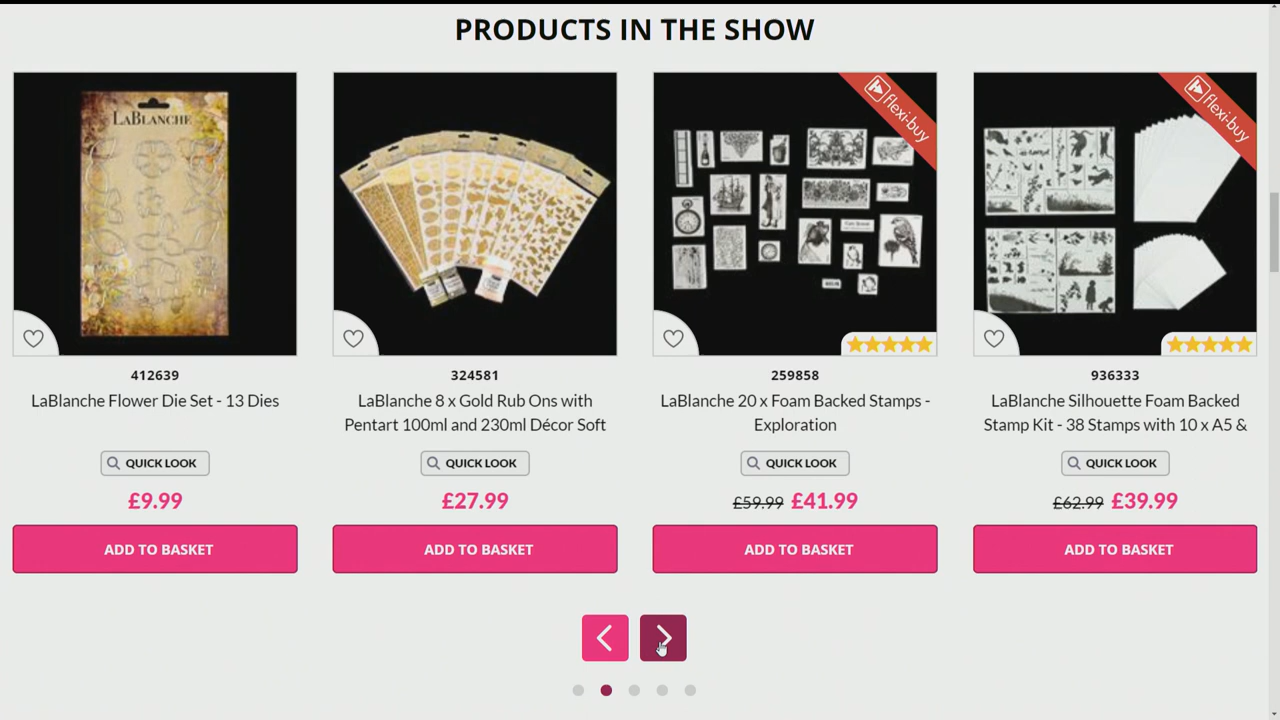 PRODUCTS IN THE SHOW
LABLANCHE
flexi-buy
flexi-buy
412639
324581
259858
936333
LaBlanche Flower Die Set - 13 Dies
LaBlanche 8 x Gold Rub Ons with
Pentart 100ml and 230ml Décor Soft
LaBlanche 20 x Foam Backed Stamps -
Exploration
LaBlanche Silhouette Foam Backed
Stamp Kit - 38 Stamps with 10 x A5 &
QUICK LOOK
QUICK LOOK
QUICK LOOK
QUICK LOOK
£9.99
£27.99
£59.99 £41.99
£62.99 £39.99
ADD TO BASKET
ADD TO BASKET
ADD TO BASKET
ADD TO BASKET